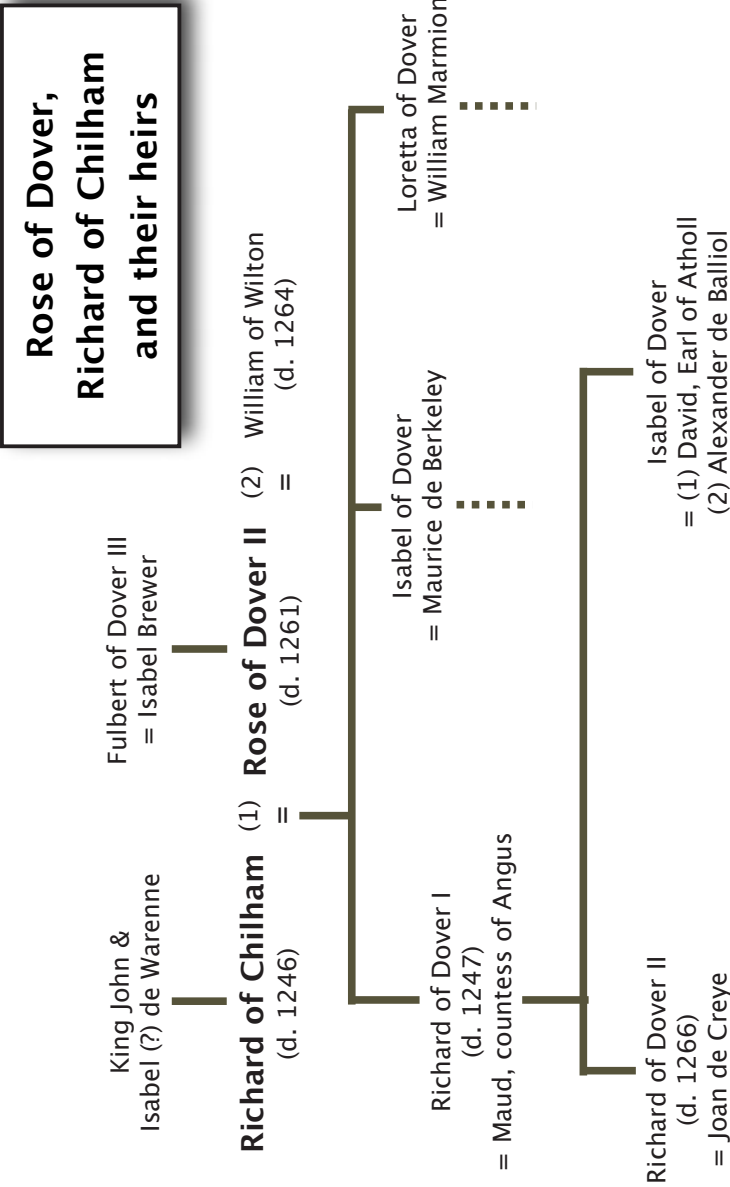 Rose of Dover,
Richard of Chilham
and their heirs
King John &
Isabel (?) de Warenne
Fulbert of Dover III
= Isabel Brewer
Richard of Chilham
(d. 1246)
(1)
=
Rose of Dover II
(d. 1261)
(2)
=
William of Wilton
(d. 1264)
Richard of Dover I
(d. 1247)
= Maud, countess of Angus
Isabel of Dover
= Maurice de Berkeley
Loretta of Dover
= William Marmion
Richard of Dover II
(d. 1266)
= Joan de Creye
Isabel of Dover
= (1) David, Earl of Atholl
(2) Alexander de Balliol